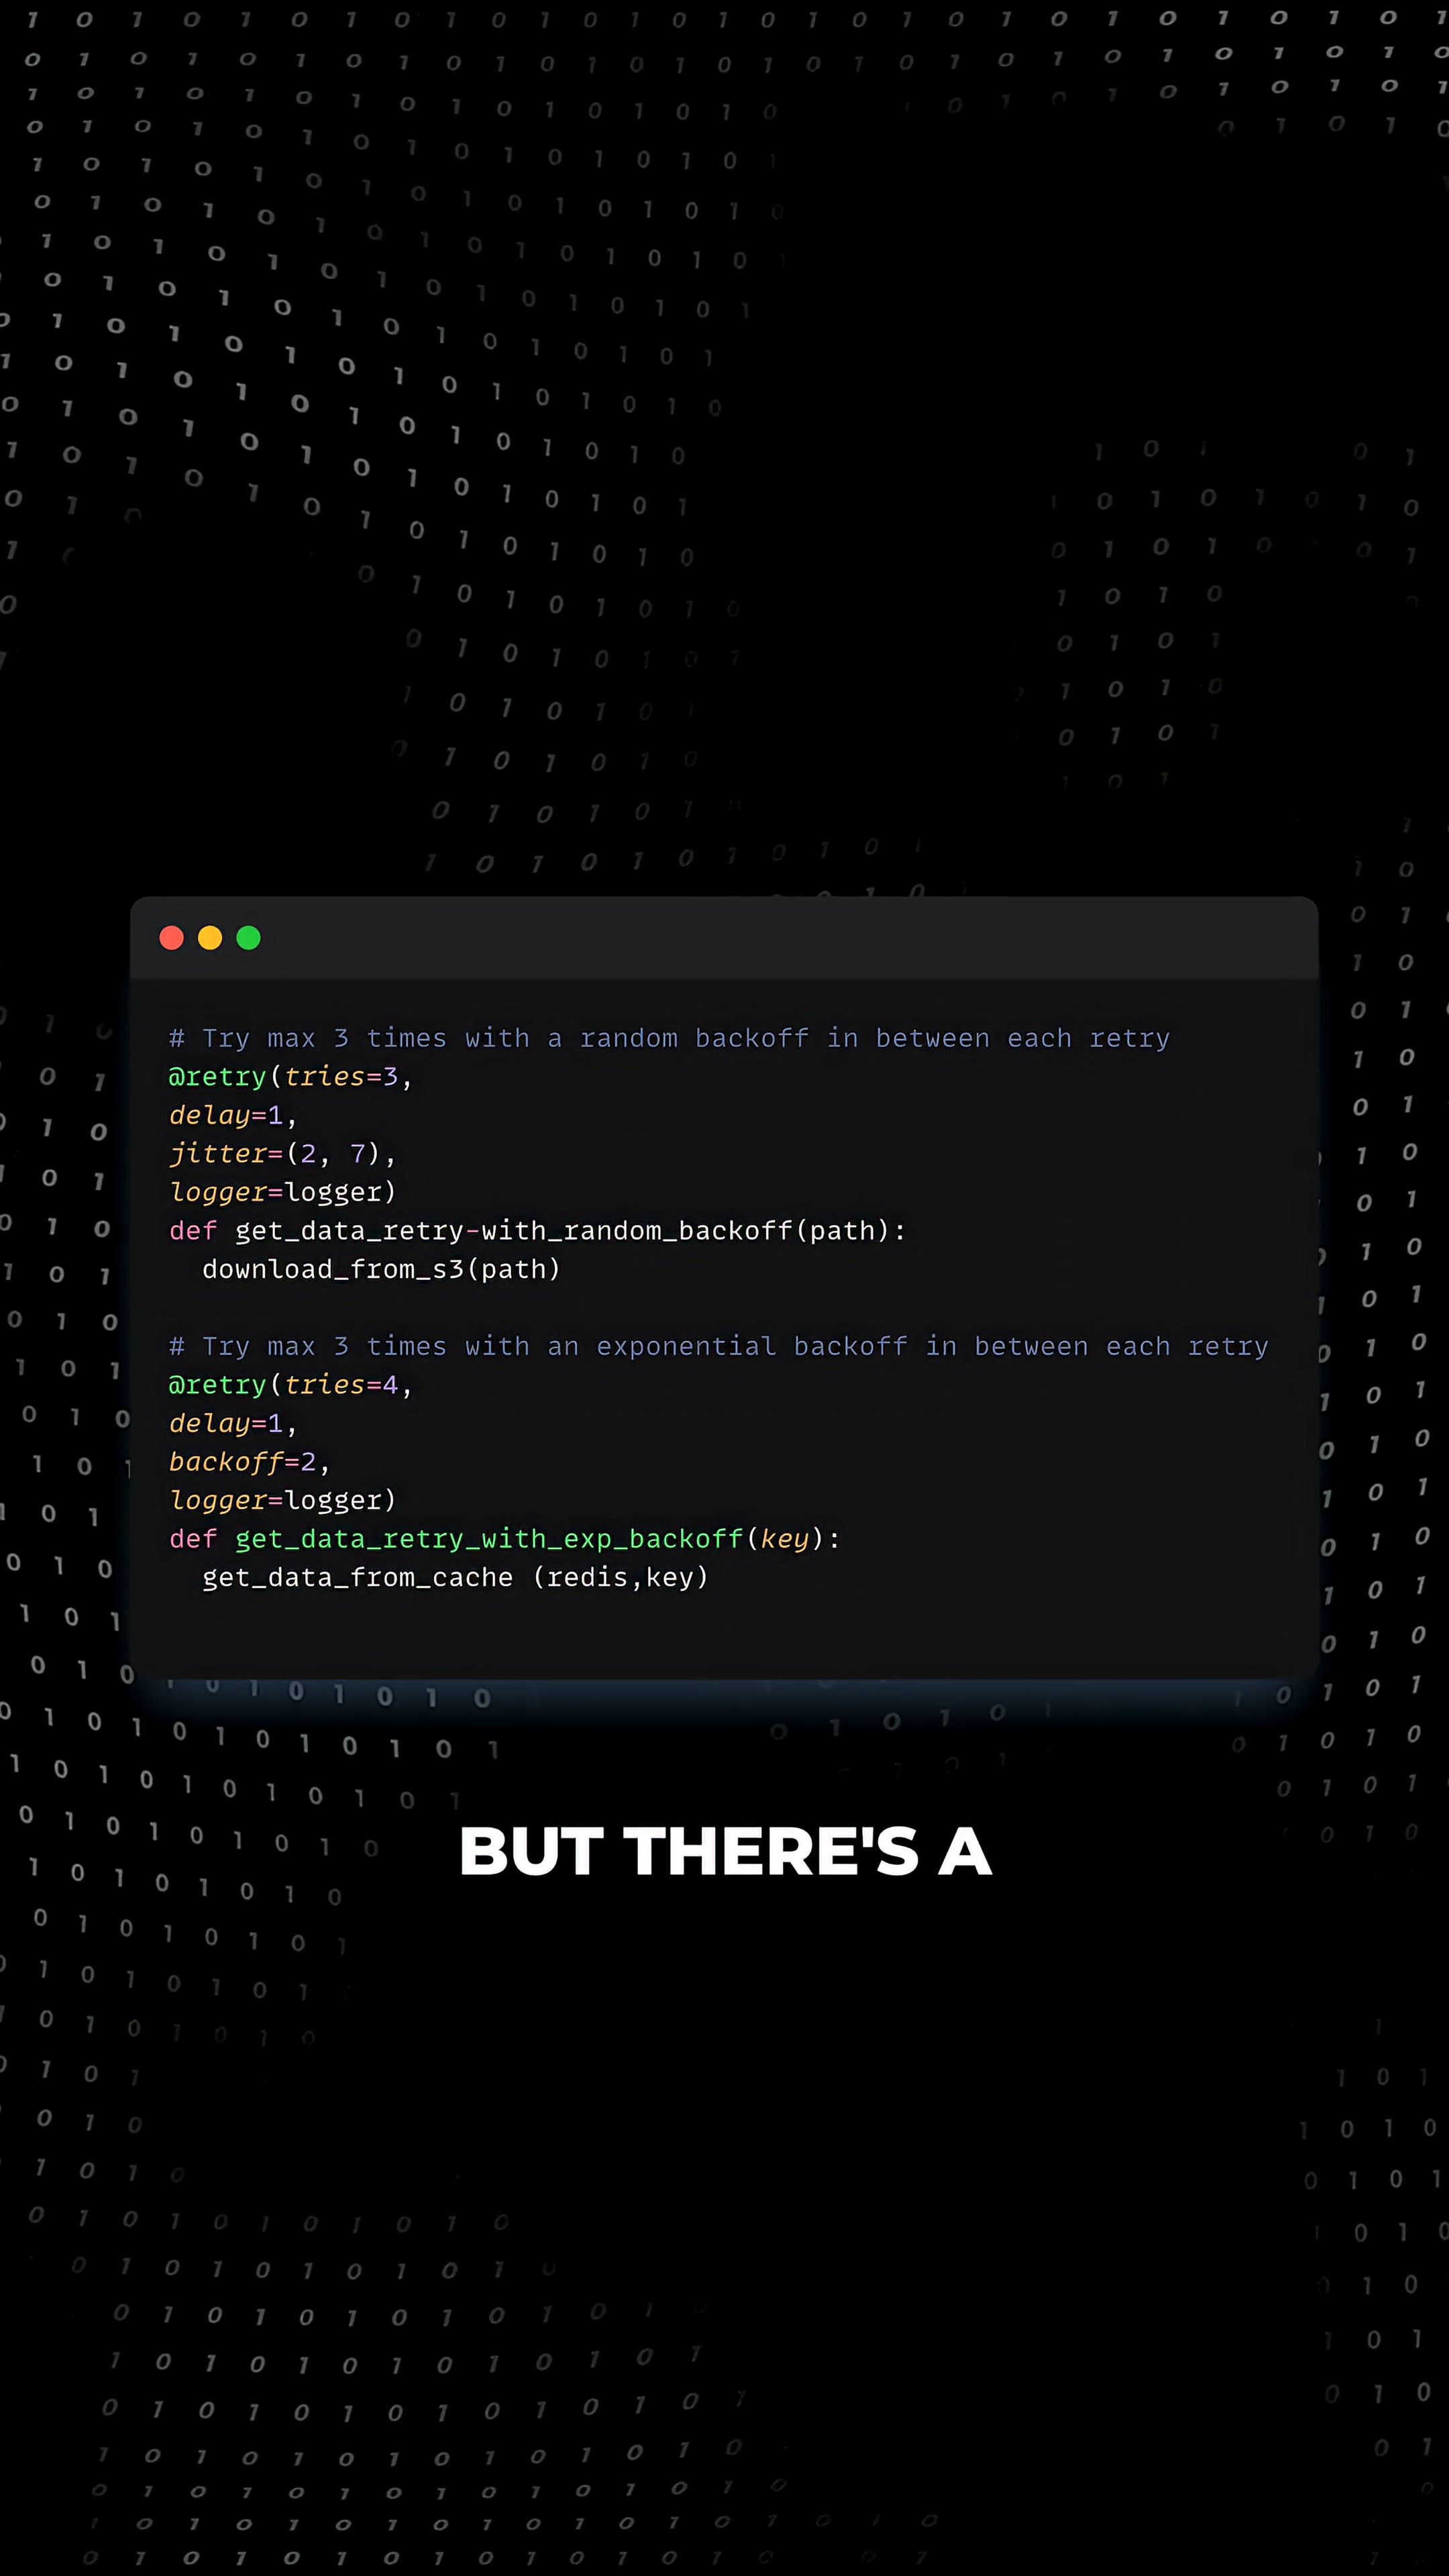 # Try max 3 times with a random backoff in between each retry
@retry(tries=3,
delay=1,
jitter=(2, 7),
logger=logger)
def get_data_retry-with_random_backoff(path):
  download_from_s3(path)

# Try max 3 times with an exponential backoff in between each retry
@retry(tries=4,
delay=1,
backoff=2,
logger=logger)
def get_data_retry_with_exp_backoff(key):
  get_data_from_cache (redis,key)

BUT THERE'S A